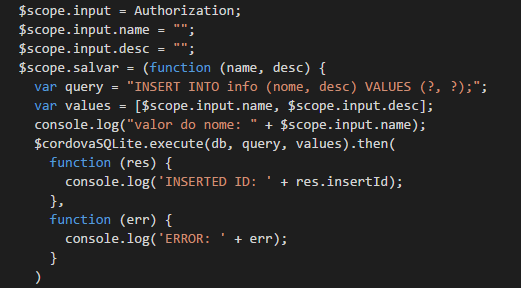 $scope.input = Authorization;
$scope.input.name = "";
$scope.input.desc = "";
$scope.salvar = (function (name, desc) {
var query = "INSERT INTO info (nome, desc) VALUES (?, ?);";
var values = [$scope.input.name, $scope.input.desc];
console.log("valor do nome: " + $scope.input.name);
$cordovaSQLite.execute(db, query, values).then(
function (res) {
console.log('INSERTED ID: ' + res.insertId);
},
function (err) {
console.log('ERROR: ' + err);
}
)